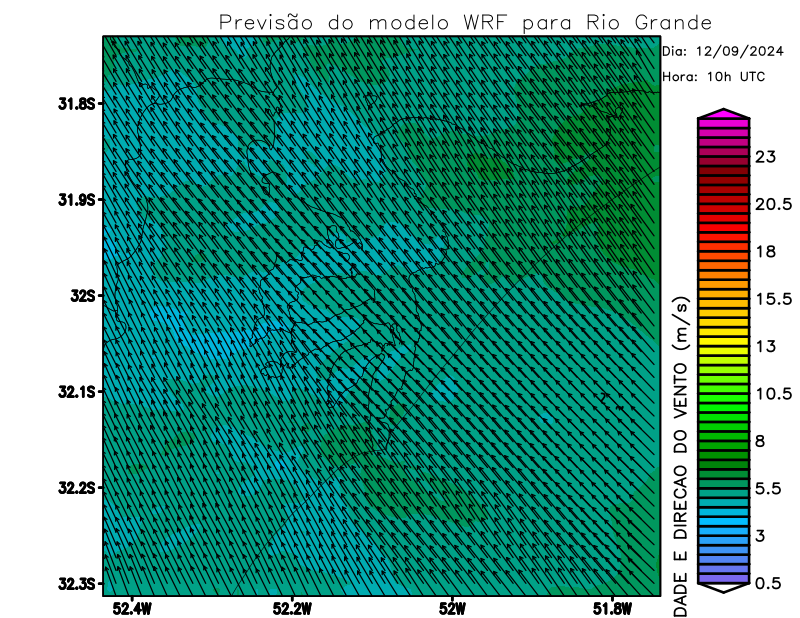 Previsão do modelo WRF para Rio Grande
Dia: 12/09/2024
Hora: 10h UTC
31.8S
31.9S
32S
32.1S
32.2S
32.3S
52.4W
52.2W
52W
51.8W
DADE E DIRECAO DO VENTO (m/s)
23
20.5
18
15.5
13
10.5
8
5.5
3
0.5